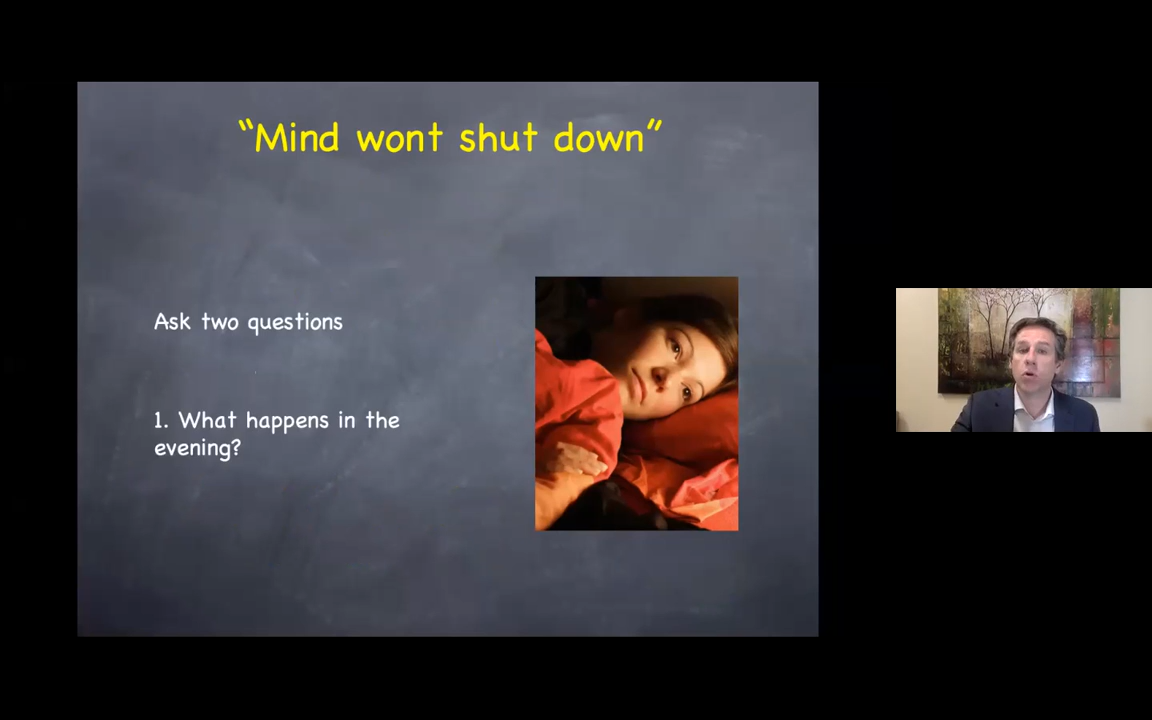 “Mind wont shut down”
Ask two questions
1. What happens in the
evening?